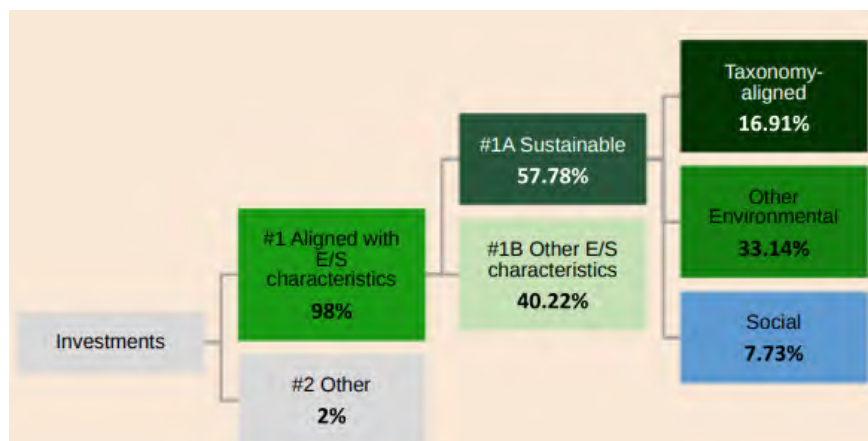 Taxonomy-
aligned
16.91%
#1A Sustainable
57.78%
Other
Environmental
33.14%
#1 Aligned with
E/S
characteristics
98%
#1B Other E/S
characteristics
40.22%
Social
7.73%
Investments
#2 Other
2%